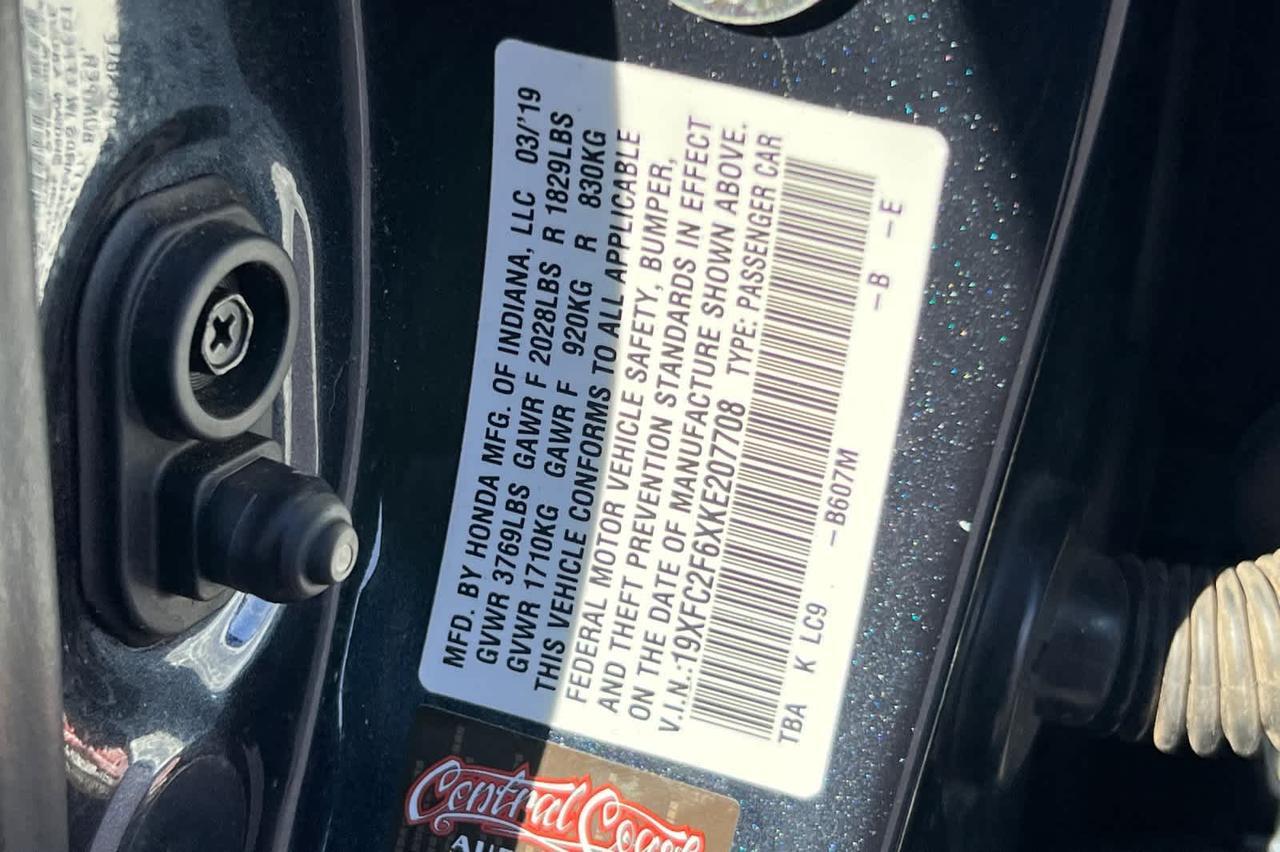 MFD. BY HONDA MFG. OF INDIANA, LLC 03/'19
GVWR 3769LBS GAWR F 2028LBS R 1829LBS
GVWR 1710KG GAWR F 920KG R 830KG
THIS VEHICLE CONFORMS TO ALL APPLICABLE
FEDERAL MOTOR VEHICLE SAFETY, BUMPER,
AND THEFT PREVENTION STANDARDS IN EFFECT
ON THE DATE OF MANUFACTURE SHOWN ABOVE.
V.I.N.:19XFC2F6XKE207708 TYPE: PASSENGER CAR
TBA K LC9 -B607M -B -E
Central